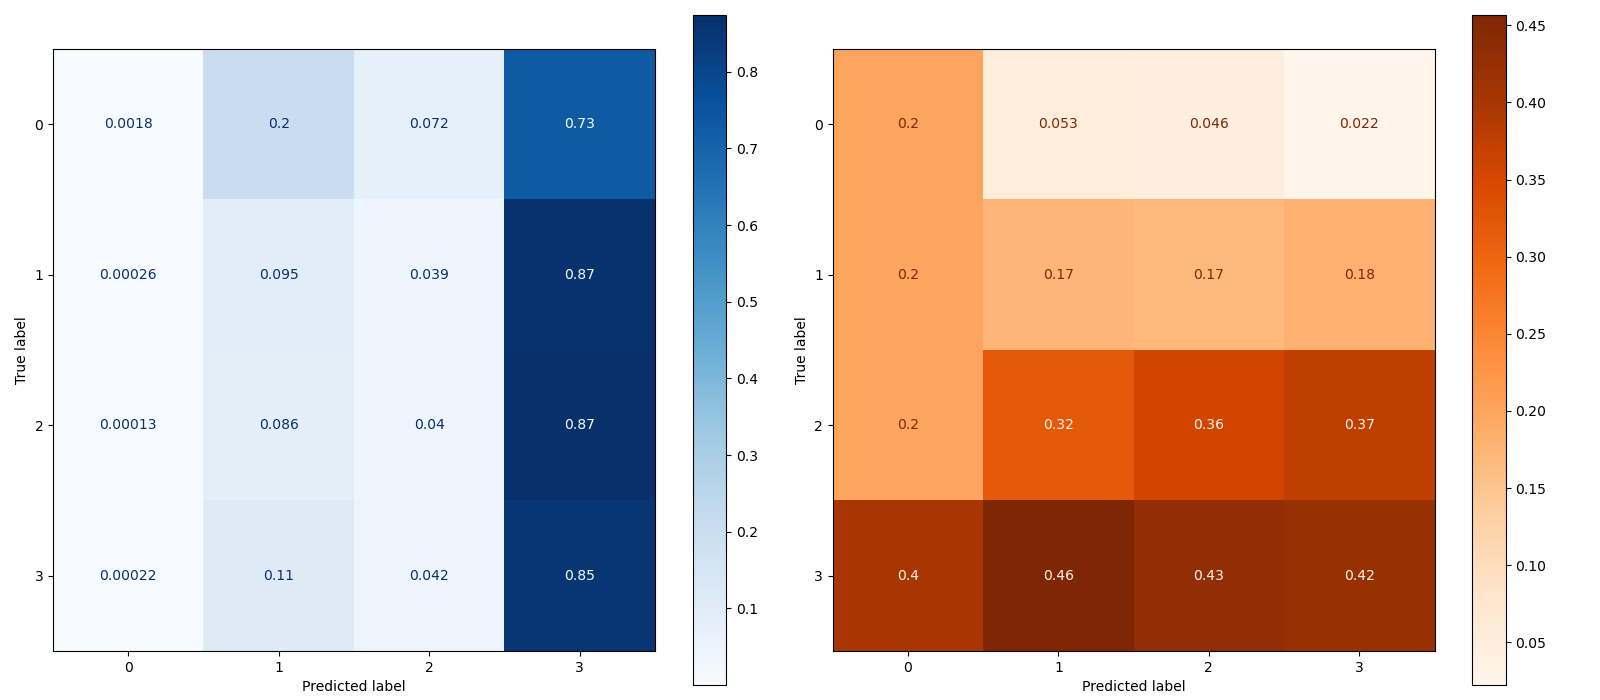 True label
0 0.0018 0.2 0.072 0.73
1 0.00026 0.095 0.039 0.87
2 0.00013 0.086 0.04 0.87
3 0.00022 0.11 0.042 0.85
0 1 2 3
Predicted label
0.8
0.7
0.6
0.5
0.4
0.3
0.2
0.1
True label
0 0.2 0.053 0.046 0.022
1 0.2 0.17 0.17 0.18
2 0.2 0.32 0.36 0.37
3 0.4 0.46 0.43 0.42
0 1 2 3
Predicted label
0.45
0.40
0.35
0.30
0.25
0.20
0.15
0.10
0.05